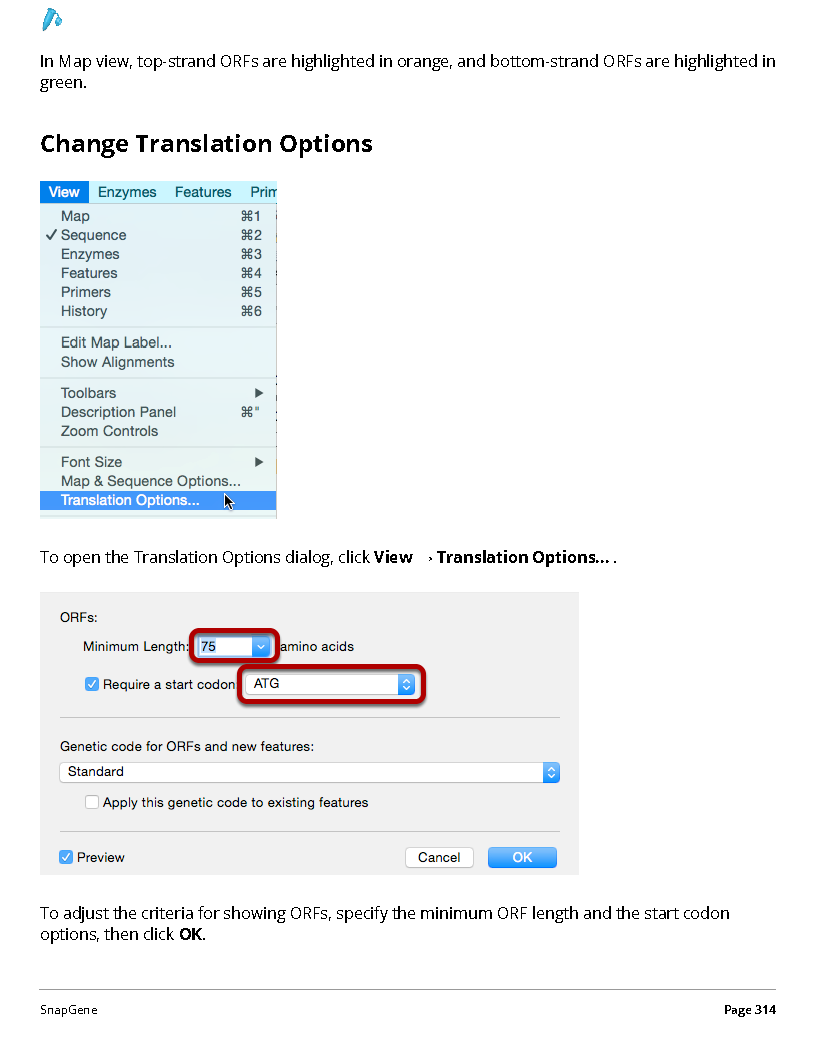 In Map view, top-strand ORFs are highlighted in orange, and bottom-strand ORFs are highlighted in
green.
Change Translation Options
View Enzymes Features Prim
Map ⌘1
✓ Sequence ⌘2
Enzymes ⌘3
Features ⌘4
Primers ⌘5
History ⌘6
Edit Map Label...
Show Alignments
Toolbars ▶
Description Panel ⌘"
Zoom Controls
Font Size ▶
Map & Sequence Options...
Translation Options...
To open the Translation Options dialog, click View → Translation Options... .
ORFs:
Minimum Length: 75 amino acids
Require a start codon ATG
Genetic code for ORFs and new features:
Standard
Apply this genetic code to existing features
Preview Cancel OK
To adjust the criteria for showing ORFs, specify the minimum ORF length and the start codon
options, then click OK.
SnapGene Page 314